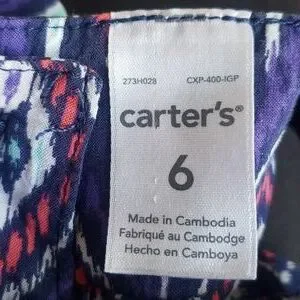 273H028 CXP-400-IGP
carter's®
6
Made in Cambodia
Fabriqué au Cambodge
Hecho en Camboya